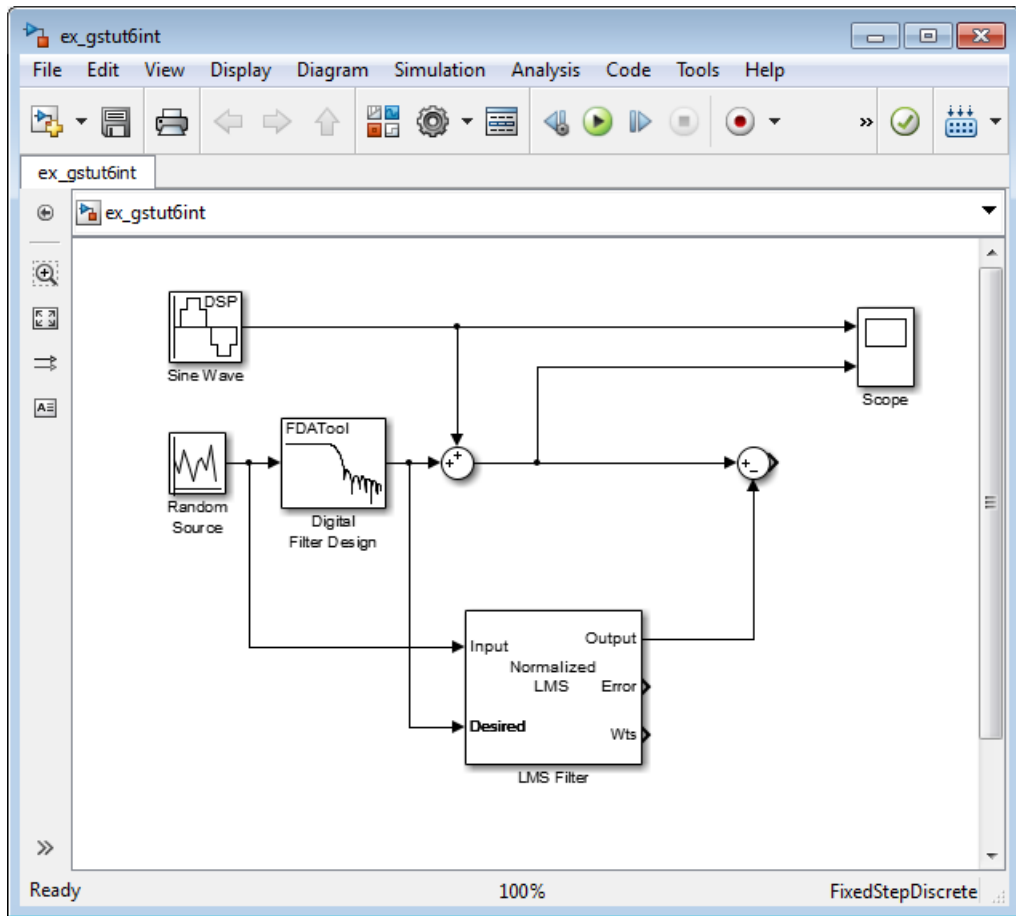 ex_gstut6int
File Edit View Display Diagram Simulation Analysis Code Tools Help
»
ex_gstut6int
ex_gstut6int
DSP
Sine Wave
Scope
FDATool
+ +
+ -
Random
Source
Digital
Filter Design
Input
Output
Normalized
LMS
Error
Desired
Wts
LMS Filter
»
Ready 100% FixedStepDiscrete